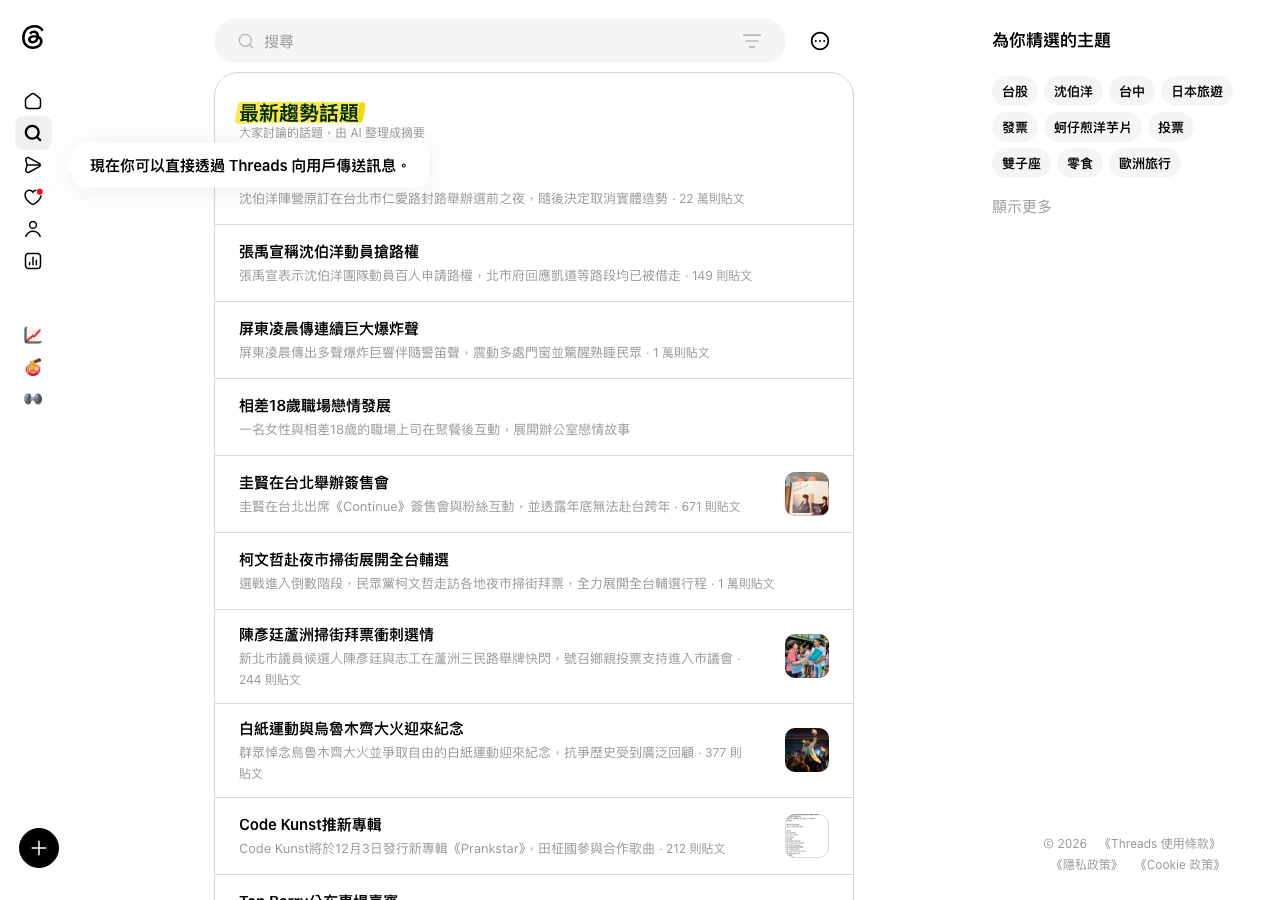 搜尋
最新趨勢話題
大家討論的話題，由 AI 整理成摘要
現在你可以直接透過 Threads 向用戶傳送訊息。
沈伯洋陣營原訂在台北市仁愛路封路舉辦選前之夜，隨後決定取消實體造勢 · 22 萬則貼文
張禹宣稱沈伯洋動員搶路權
張禹宣表示沈伯洋團隊動員百人申請路權，北市府回應凱道等路段均已被借走 · 149 則貼文
屏東凌晨傳連續巨大爆炸聲
屏東凌晨傳出多聲爆炸巨響伴隨警笛聲，震動多處門窗並驚醒熟睡民眾 · 1 萬則貼文
相差18歲職場戀情發展
一名女性與相差18歲的職場上司在聚餐後互動，展開辦公室戀情故事
圭賢在台北舉辦簽售會
圭賢在台北出席《Continue》簽售會與粉絲互動，並透露年底無法赴台跨年 · 671 則貼文
柯文哲赴夜市掃街展開全台輔選
選戰進入倒數階段，民眾黨柯文哲走訪各地夜市掃街拜票，全力展開全台輔選行程 · 1 萬則貼文
陳彥廷蘆洲掃街拜票衝刺選情
新北市議員候選人陳彥廷與志工在蘆洲三民路舉牌快閃，號召鄉親投票支持進入市議會 ·
244 則貼文
白紙運動與烏魯木齊大火迎來紀念
群眾悼念烏魯木齊大火並爭取自由的白紙運動迎來紀念，抗爭歷史受到廣泛回顧 · 377 則
貼文
Code Kunst推新專輯
Code Kunst將於12月3日發行新專輯《Prankstar》，田柾國參與合作歌曲 · 212 則貼文
為你精選的主題
台股 沈伯洋 台中 日本旅遊
發票 蚵仔煎洋芋片 投票
雙子座 零食 歐洲旅行
顯示更多
© 2026 《Threads 使用條款》
《隱私政策》 《Cookie 政策》